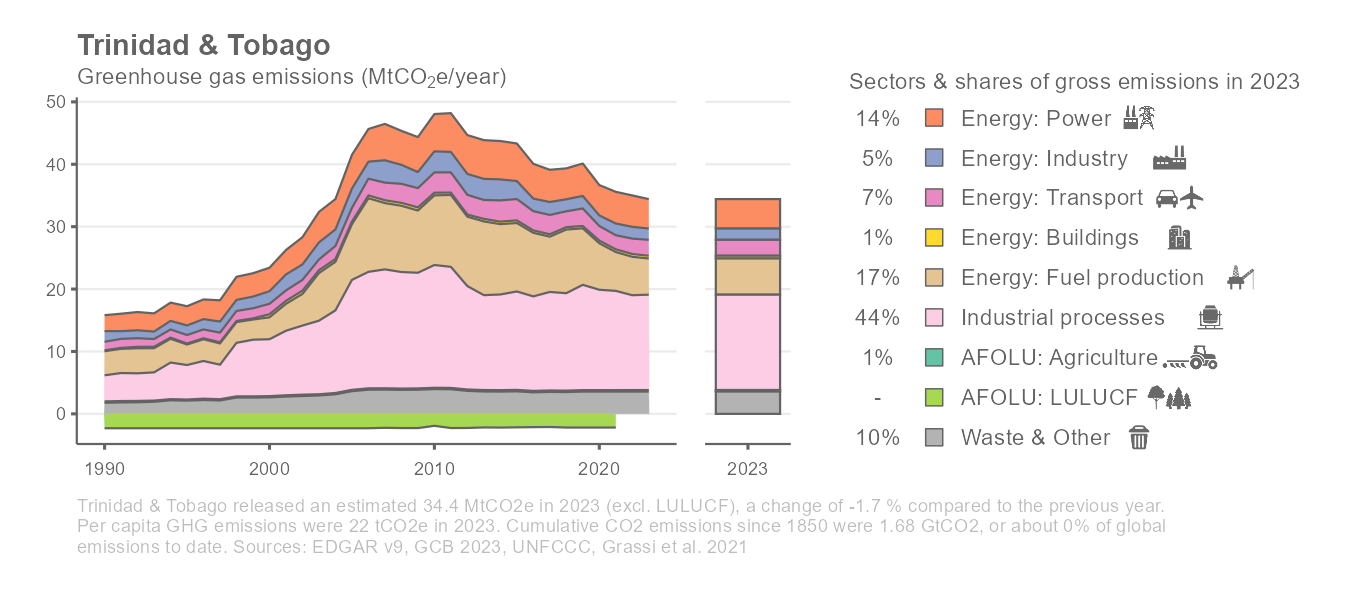 Trinidad & Tobago
Greenhouse gas emissions (MtCO₂e/year)
Sectors & shares of gross emissions in 2023
50
40
30
20
10
0
1990
2000
2010
2020
2023
14% Energy: Power
5% Energy: Industry
7% Energy: Transport
1% Energy: Buildings
17% Energy: Fuel production
44% Industrial processes
1% AFOLU: Agriculture
- AFOLU: LULUCF
10% Waste & Other
Trinidad & Tobago released an estimated 34.4 MtCO2e in 2023 (excl. LULUCF), a change of -1.7 % compared to the previous year.
Per capita GHG emissions were 22 tCO2e in 2023. Cumulative CO2 emissions since 1850 were 1.68 GtCO2, or about 0% of global
emissions to date. Sources: EDGAR v9, GCB 2023, UNFCCC, Grassi et al. 2021